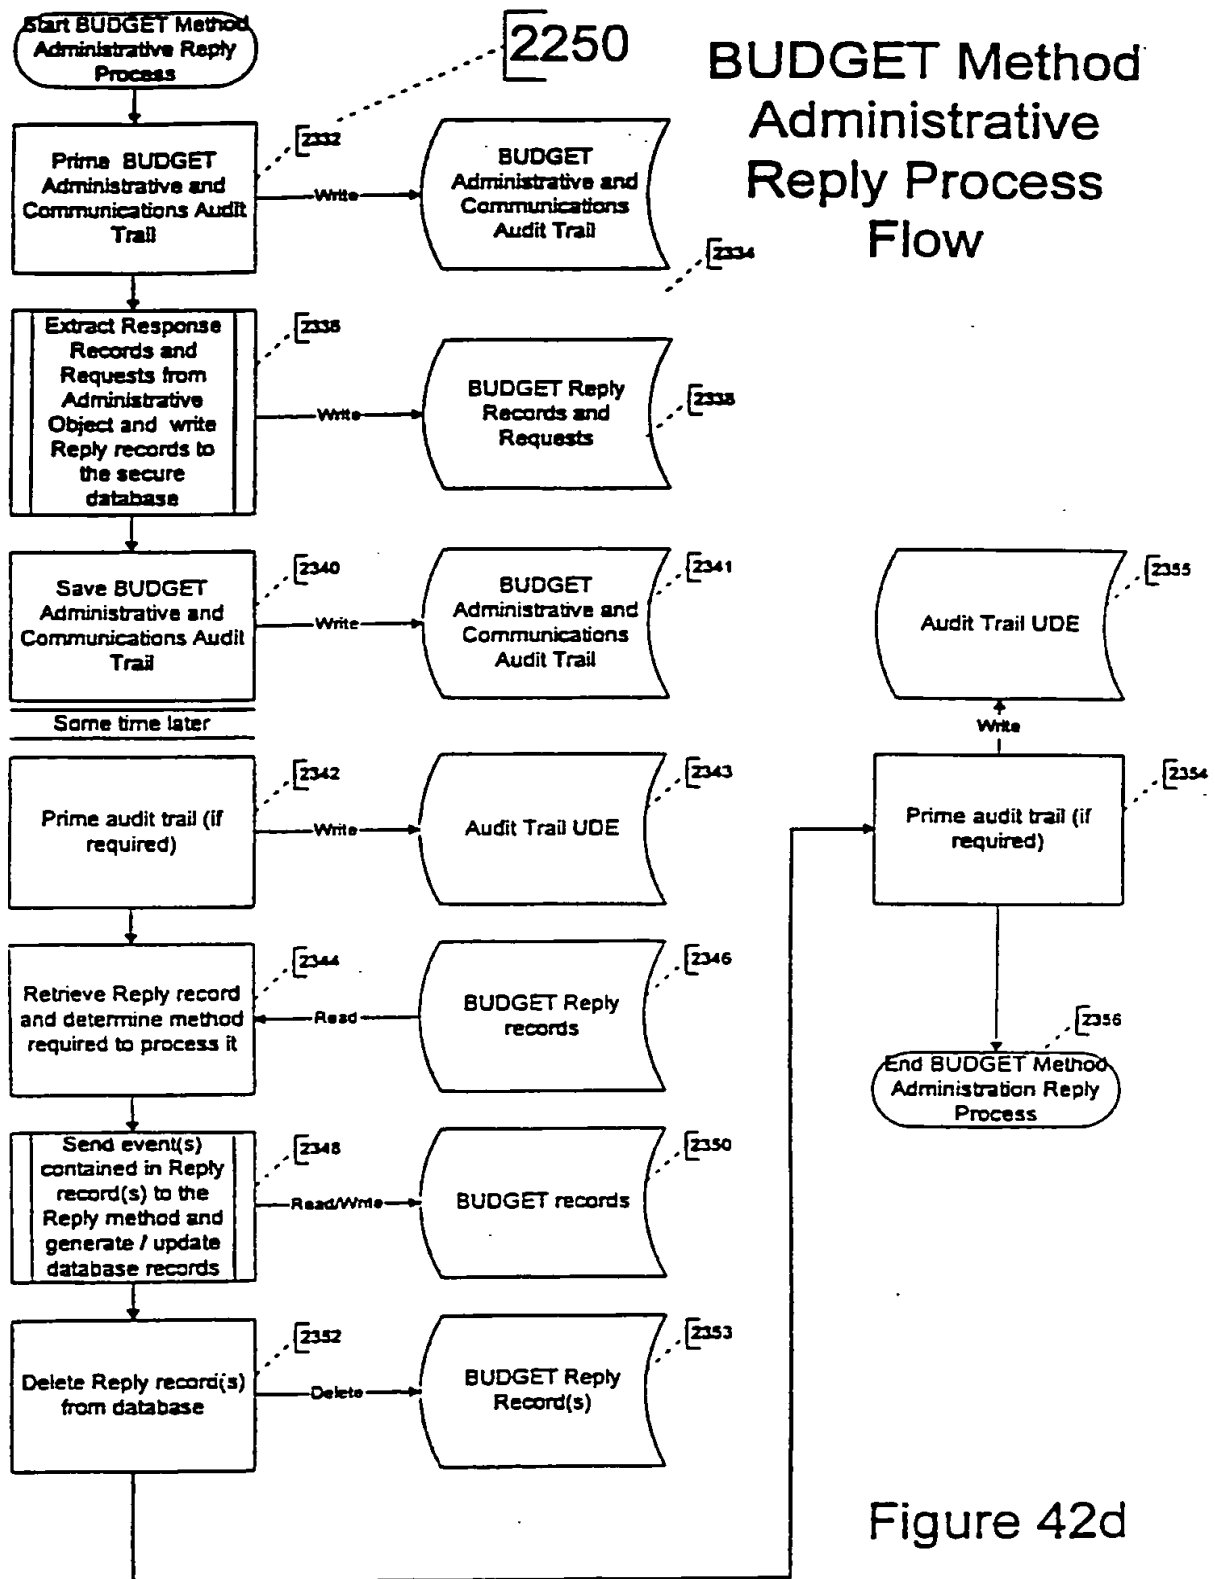 Start BUDGET Method
Administrative Reply
Process
2250
BUDGET Method
Administrative
Reply Process
Flow
Prime BUDGET
Administrative and
Communications Audit
Trail
2332
Write
BUDGET
Administrative and
Communications
Audit Trail
2334
Extract Response
Records and
Requests from
Administrative
Object and write
Reply records to
the secure
database
2336
Write
BUDGET Reply
Records and
Requests
2338
Save BUDGET
Administrative and
Communications Audit
Trail
2340
Write
BUDGET
Administrative and
Communications
Audit Trail
2341
Some time later
Prime audit trail (if
required)
2342
Write
Audit Trail UDE
2343
Retrieve Reply record
and determine method
required to process it
2344
Read
BUDGET Reply
records
2346
Send event(s)
contained in Reply
record(s) to the
Reply method and
generate / update
database records
2348
Read/Write
BUDGET records
2350
Delete Reply record(s)
from database
2352
Delete
BUDGET Reply
Record(s)
2353
Audit Trail UDE
2355
Write
Prime audit trail (if
required)
2354
End BUDGET Method
Administration Reply
Process
2356
Figure 42d